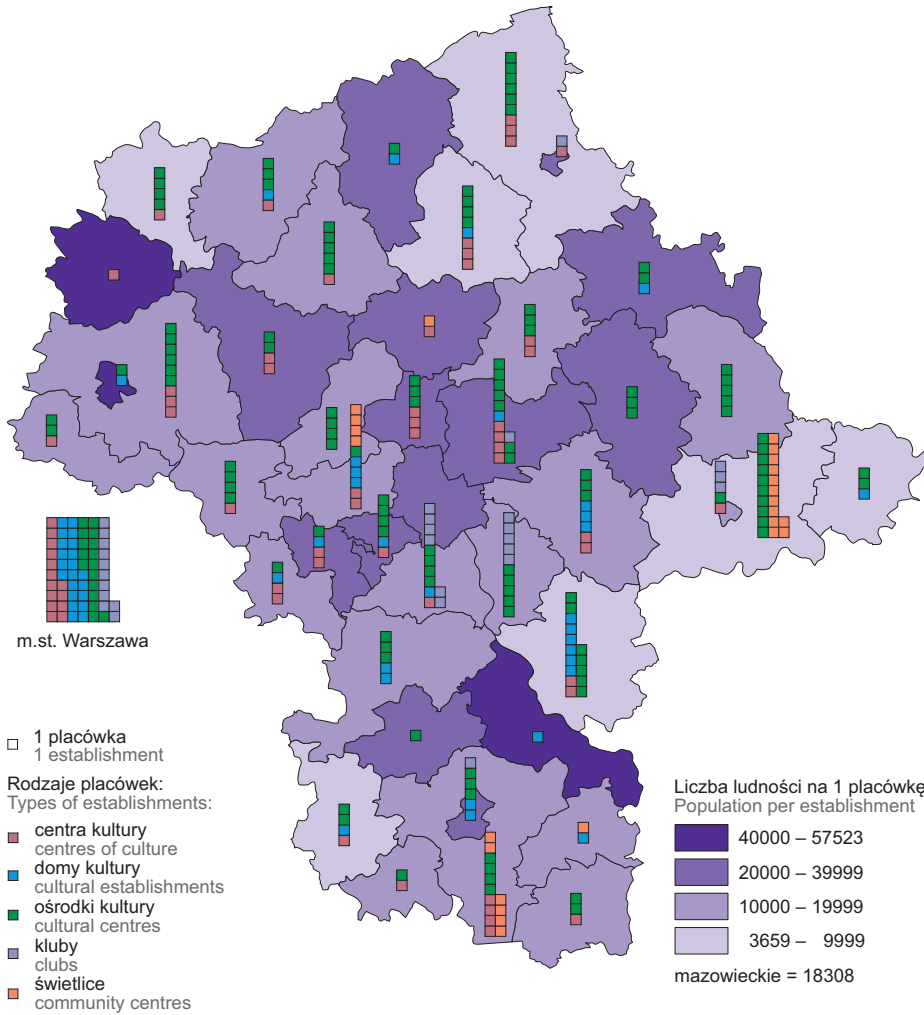 m.st. Warszawa
1 placówka
1 establishment
Rodzaje placówek:
Types of establishments:
centra kultury
centres of culture
domy kultury
cultural establishments
ośrodki kultury
cultural centres
kluby
clubs
świetlice
community centres
Liczba ludności na 1 placówkę
Population per establishment
40000 – 57523
20000 – 39999
10000 – 19999
3659 – 9999
mazowieckie = 18308